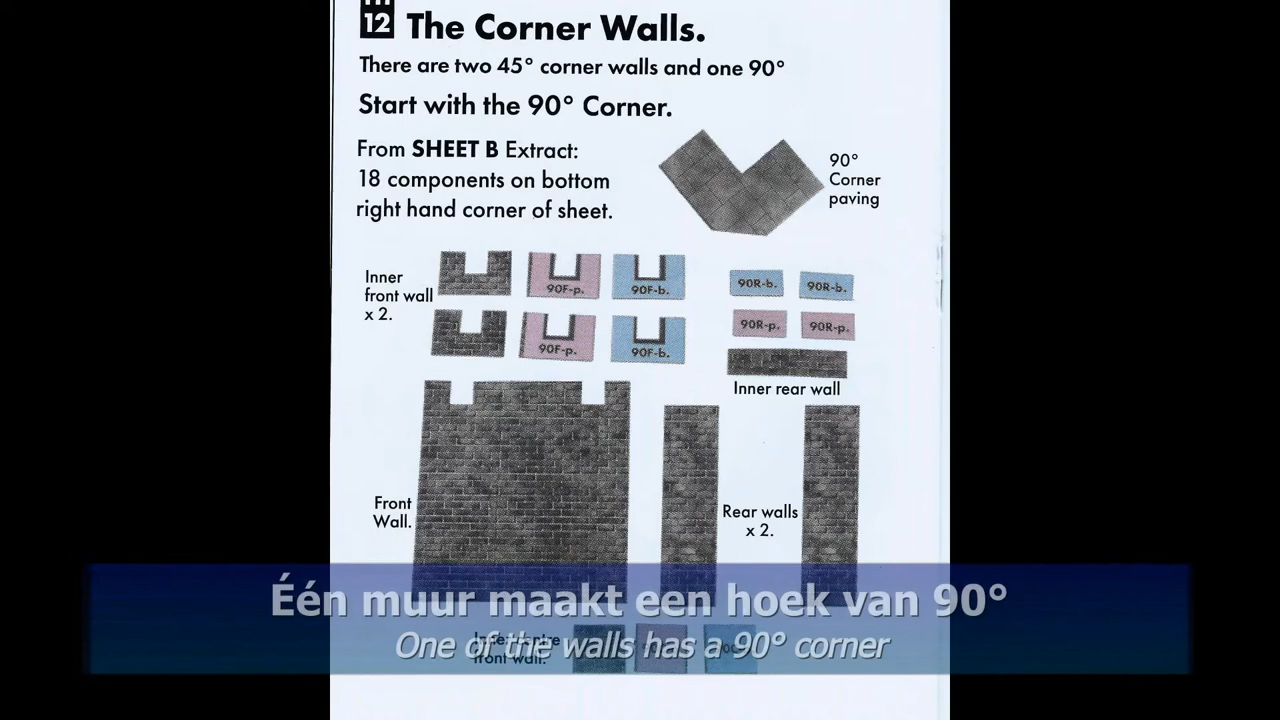 12 The Corner Walls.
There are two 45° corner walls and one 90°
Start with the 90° Corner.
From SHEET B Extract:
18 components on bottom
right hand corner of sheet.
90°
Corner
paving
Inner
front wall
x 2.
90F-p.
90F-b.
90R-b.
90R-b.
90F-p.
90F-b.
90R-p.
90R-p.
Inner rear wall
Front
Wall.
Rear walls
x 2.
Één muur maakt een hoek van 90°
One of the walls has a 90° corner
Inner centre
front wall.